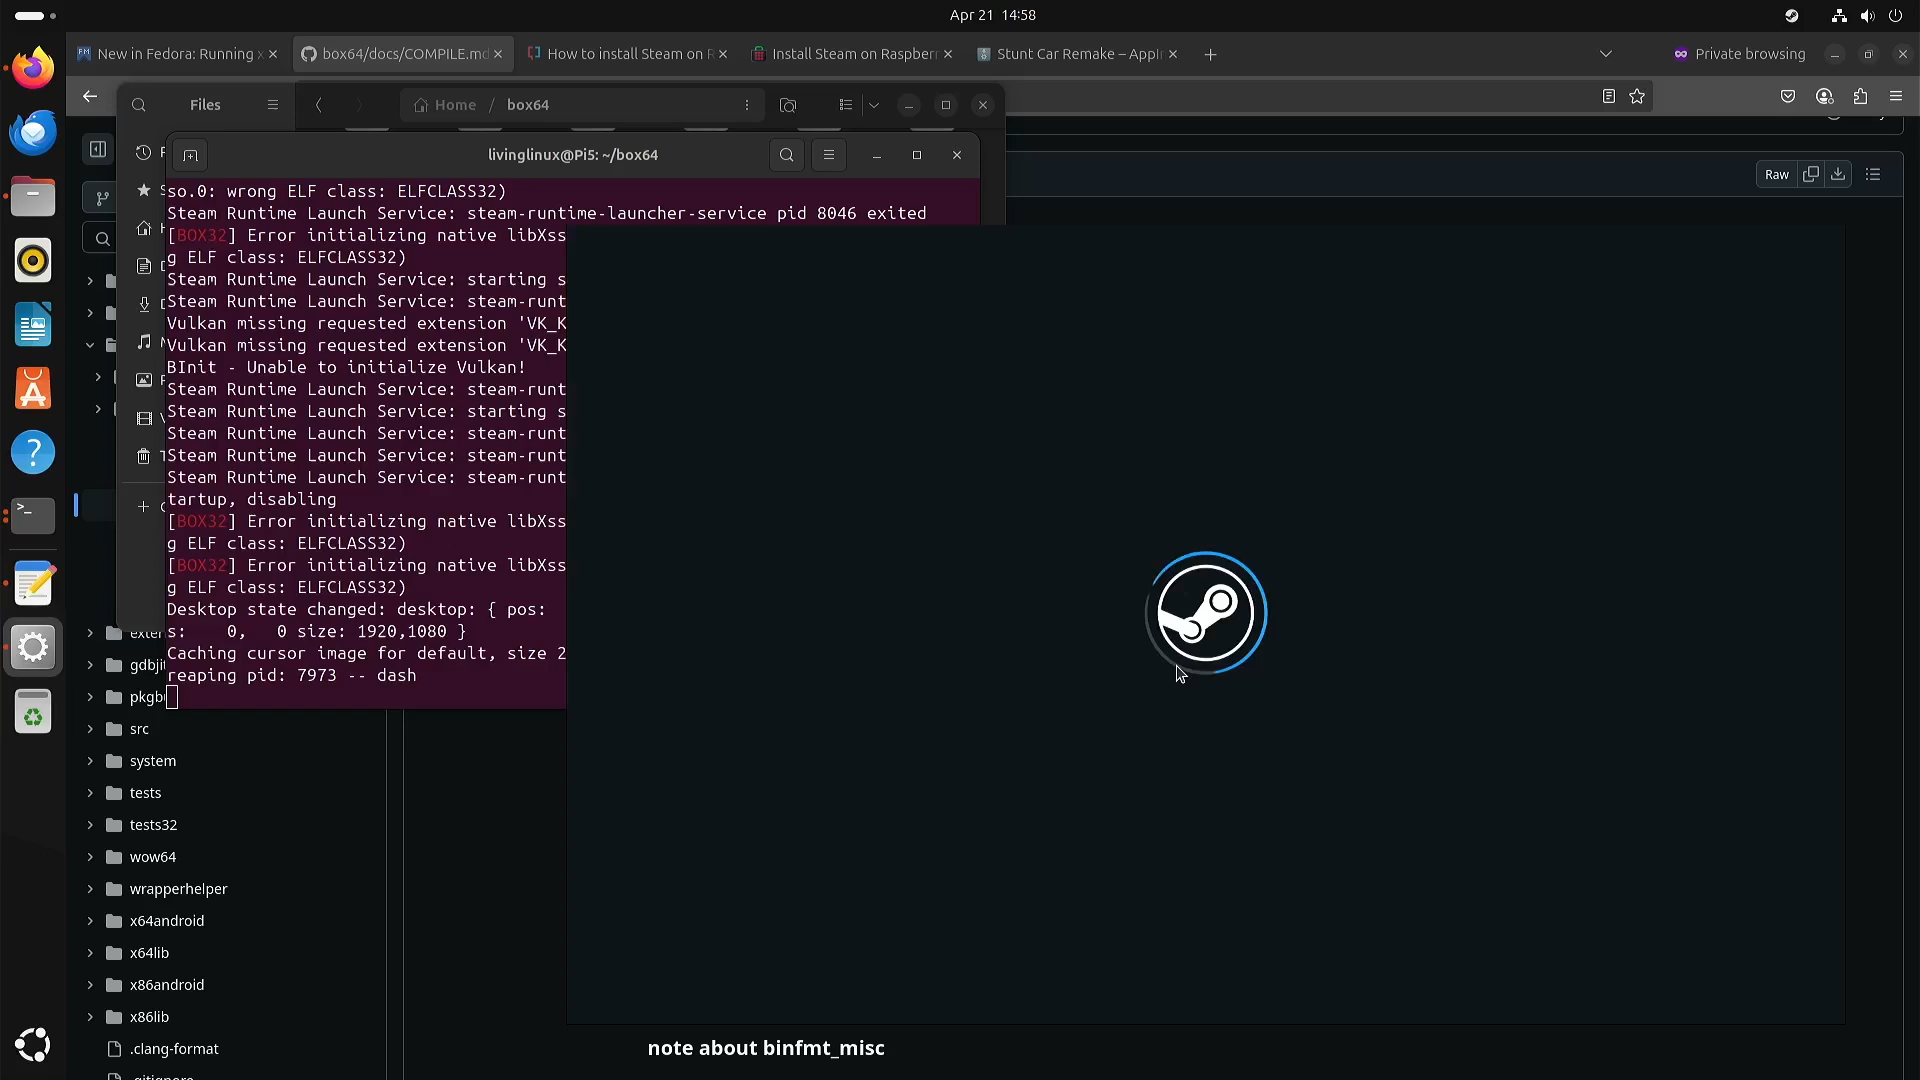 Apr 21 14:58
New in Fedora: Running
box64/docs/COMPILE.md
How to install Steam on R
Install Steam on Raspberr
Stunt Car Remake – AppI
Private browsing
Files
Home / box64
livinglinux@Pi5: ~/box64
Raw
so.0: wrong ELF class: ELFCLASS32)
Steam Runtime Launch Service: steam-runtime-launcher-service pid 8046 exited
[BOX32] Error initializing native libXss
g ELF class: ELFCLASS32)
Steam Runtime Launch Service: starting s
Steam Runtime Launch Service: steam-runt
Vulkan missing requested extension 'VK_K
Vulkan missing requested extension 'VK_K
BInit - Unable to initialize Vulkan!
Steam Runtime Launch Service: steam-runt
Steam Runtime Launch Service: starting s
Steam Runtime Launch Service: steam-runt
Steam Runtime Launch Service: steam-runt
Steam Runtime Launch Service: steam-runt
tartup, disabling
[BOX32] Error initializing native libXss
g ELF class: ELFCLASS32)
[BOX32] Error initializing native libXss
g ELF class: ELFCLASS32)
Desktop state changed: desktop: { pos:
s:    0,   0 size: 1920,1080 }
Caching cursor image for default, size 2
reaping pid: 7973 -- dash
exter
gdbjit
pkgbu
src
system
tests
tests32
wow64
wrapperhelper
x64android
x64lib
x86android
x86lib
.clang-format
.gitignore
note about binfmt_misc